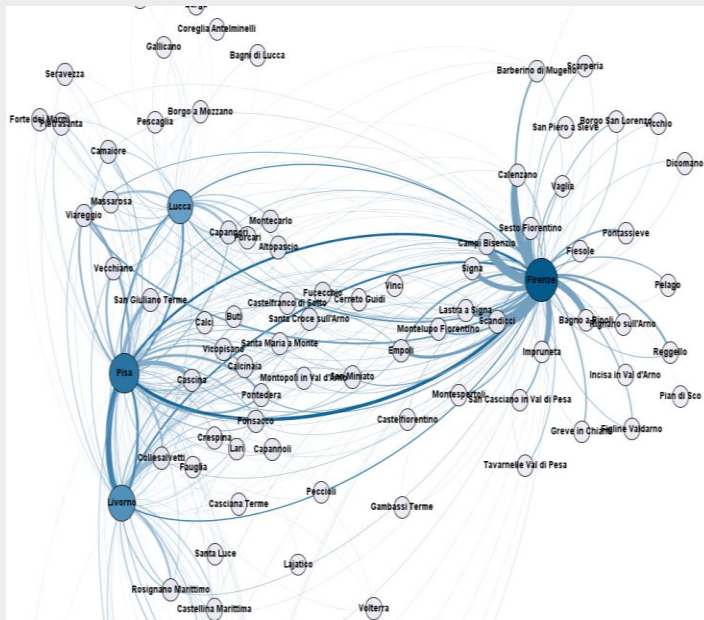 Coreglia Antelminelli
Gallicano
Bagni di Lucca
Seravezza
Barberino di Mugello
Scarperia
Forte dei Marmi
Pietrasanta
Pescaglia
Borgo a Mozzano
San Piero a Sieve
Borgo San Lorenzo
Vicchio
Camaiore
Dicomano
Calenzano
Vaglia
Massarosa
Viareggio
Lucca
Montecarlo
Capannori
Porcari
Altopascio
Sesto Fiorentino
Campi Bisenzio
Pontassieve
Fiesole
Vecchiano
Signa
Firenze
Pelago
San Giuliano Terme
Vinci
Fucecchio
Castelfranco di Sotto
Cerreto Guidi
Calci
Buti
Santa Croce sull'Arno
Lastra a Signa
Scandicci
Montelupo Fiorentino
Bagno a Ripoli
Rignano sull'Arno
Vicopisano
Santa Maria a Monte
Empoli
Impruneta
Reggello
Pisa
Cascina
Calcinaia
Montopoli in Val d'Arno
San Miniato
Incisa in Val d'Arno
Pontedera
Montespertoli
San Casciano in Val di Pesa
Pian di Sco
Ponsacco
Castelfiorentino
Crespina
Lari
Capannoli
Greve in Chianti
Figline Valdarno
Collesalvetti
Fauglia
Tavarnelle Val di Pesa
Livorno
Casciana Terme
Peccioli
Gambassi Terme
Santa Luce
Lajatico
Rosignano Marittimo
Castellina Marittima
Volterra